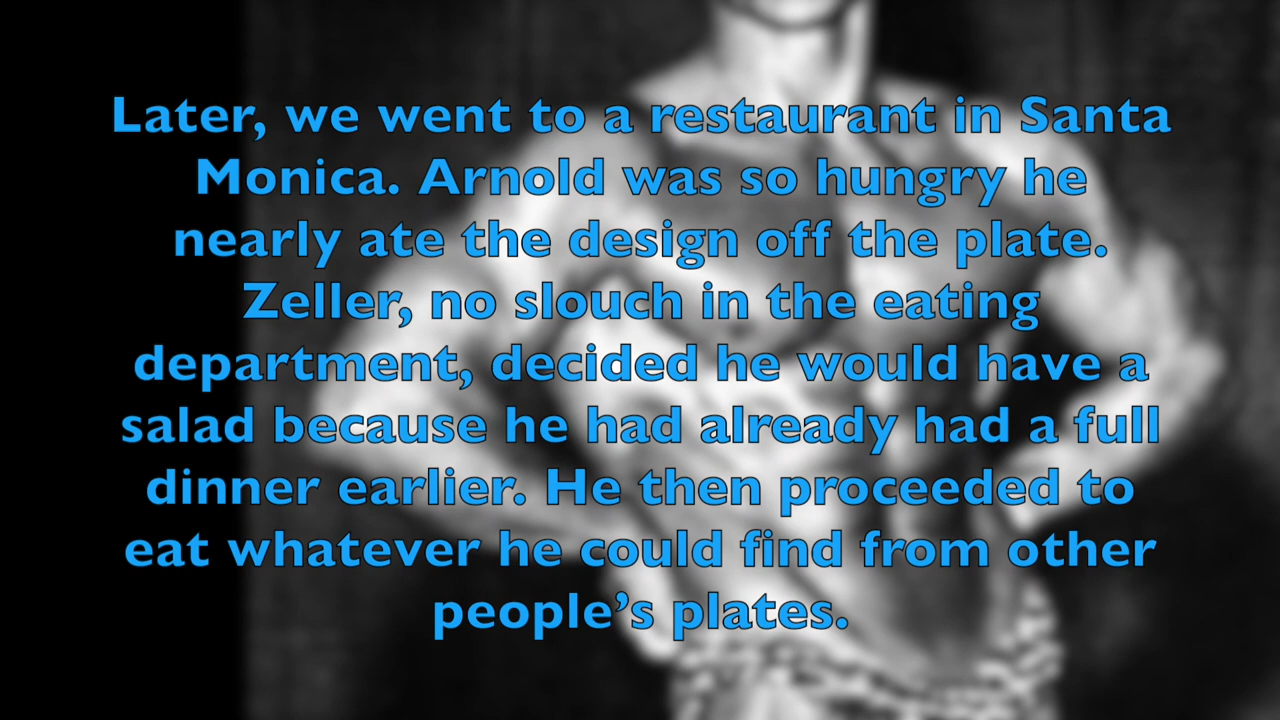 Later, we went to a restaurant in Santa
Monica. Arnold was so hungry he
nearly ate the design off the plate.
Zeller, no slouch in the eating
department, decided he would have a
salad because he had already had a full
dinner earlier. He then proceeded to
eat whatever he could find from other
people’s plates.